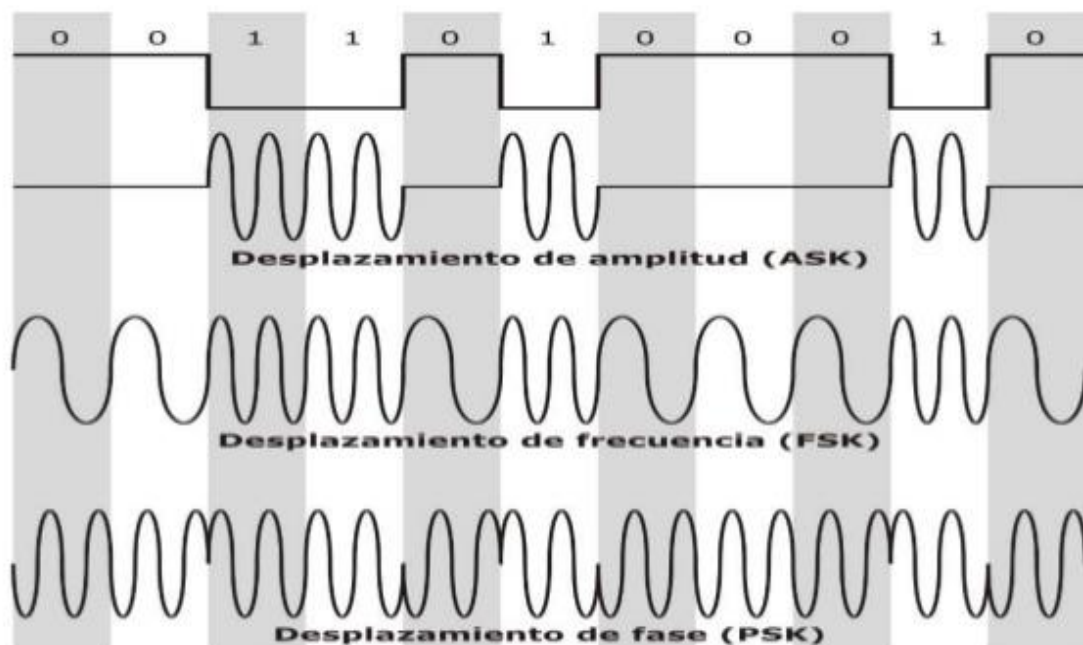 0 0 1 1 0 1 0 0 0 1 0
Desplazamiento de amplitud (ASK)
Desplazamiento de frecuencia (FSK)
Desplazamiento de fase (PSK)